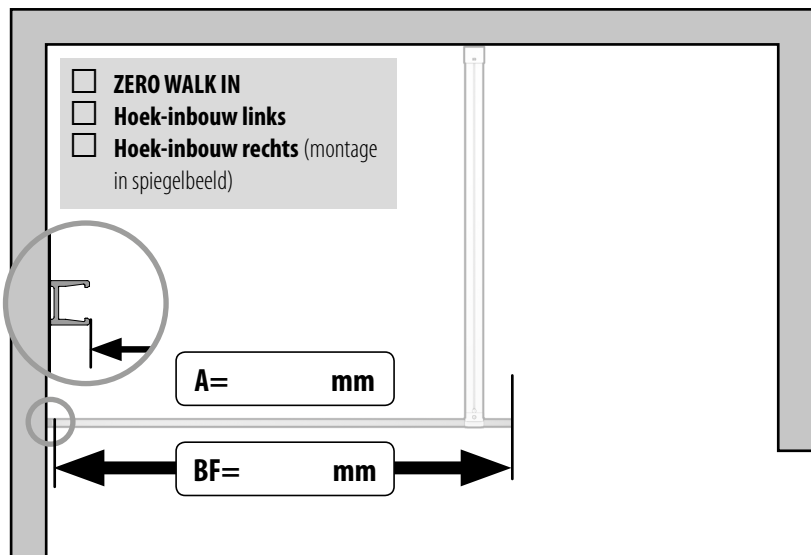 ZERO WALK IN
Hoek-inbouw links
Hoek-inbouw rechts (montage
in spiegelbeeld)
A= mm
BF= mm